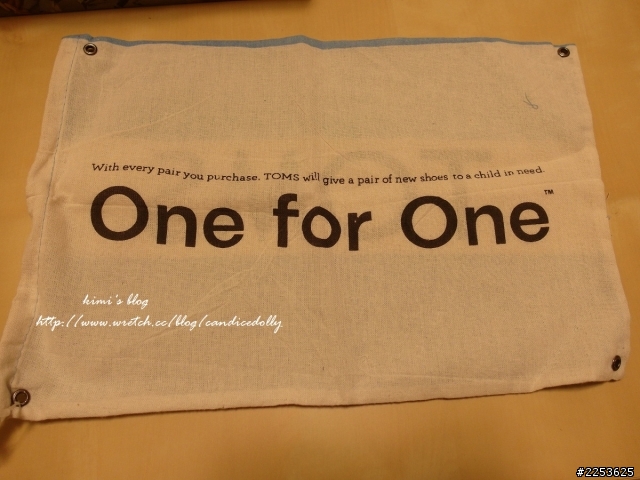 With every pair you purchase, TOMS will give a pair of new shoes to a child in need.
One for One™
kimi's blog
http://www.wretch.cc/blog/candicedolly
#2253625